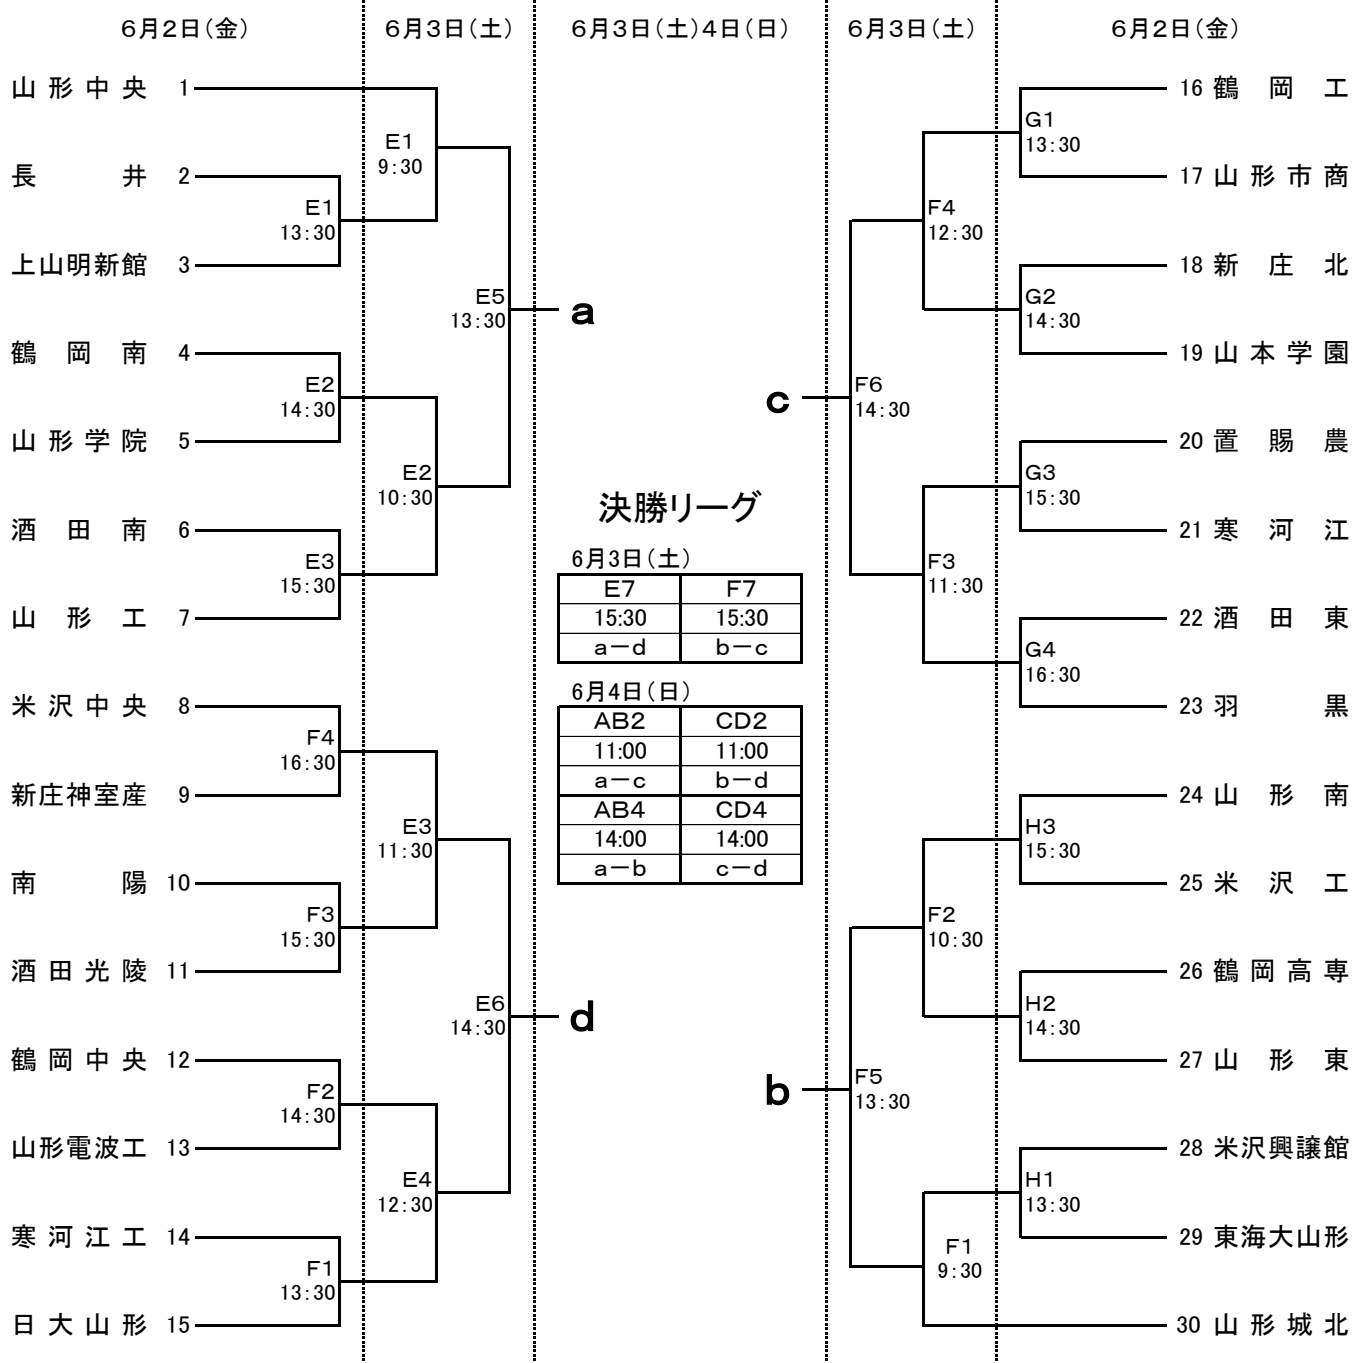 6月2日(金) 6月3日(土) 6月3日(土)4日(日) 6月3日(土) 6月2日(金)
山形中央 1
長井 2
上山明新館 3
鶴岡南 4
山形学院 5
酒田南 6
山形工 7
米沢中央 8
新庄神室産 9
南陽 10
酒田光陵 11
鶴岡中央 12
山形電波工 13
寒河江工 14
日大山形 15
E1
13:30
E2
14:30
E3
15:30
F4
16:30
F3
15:30
F2
14:30
F1
13:30
E1
9:30
E2
10:30
E3
11:30
E4
12:30
E5
13:30
E6
14:30
a
d
決勝リーグ
6月3日(土)
E7 F7
15:30 15:30
a-d b-c
6月4日(日)
AB2 CD2
11:00 11:00
a-c b-d
AB4 CD4
14:00 14:00
a-b c-d
c
b
F6
14:30
F5
13:30
F4
12:30
F3
11:30
F2
10:30
F1
9:30
G1
13:30
G2
14:30
G3
15:30
G4
16:30
H3
15:30
H2
14:30
H1
13:30
16 鶴岡工
17 山形市商
18 新庄北
19 山本学園
20 置賜農
21 寒河江
22 酒田東
23 羽黒
24 山形南
25 米沢工
26 鶴岡高専
27 山形東
28 米沢興譲館
29 東海大山形
30 山形城北